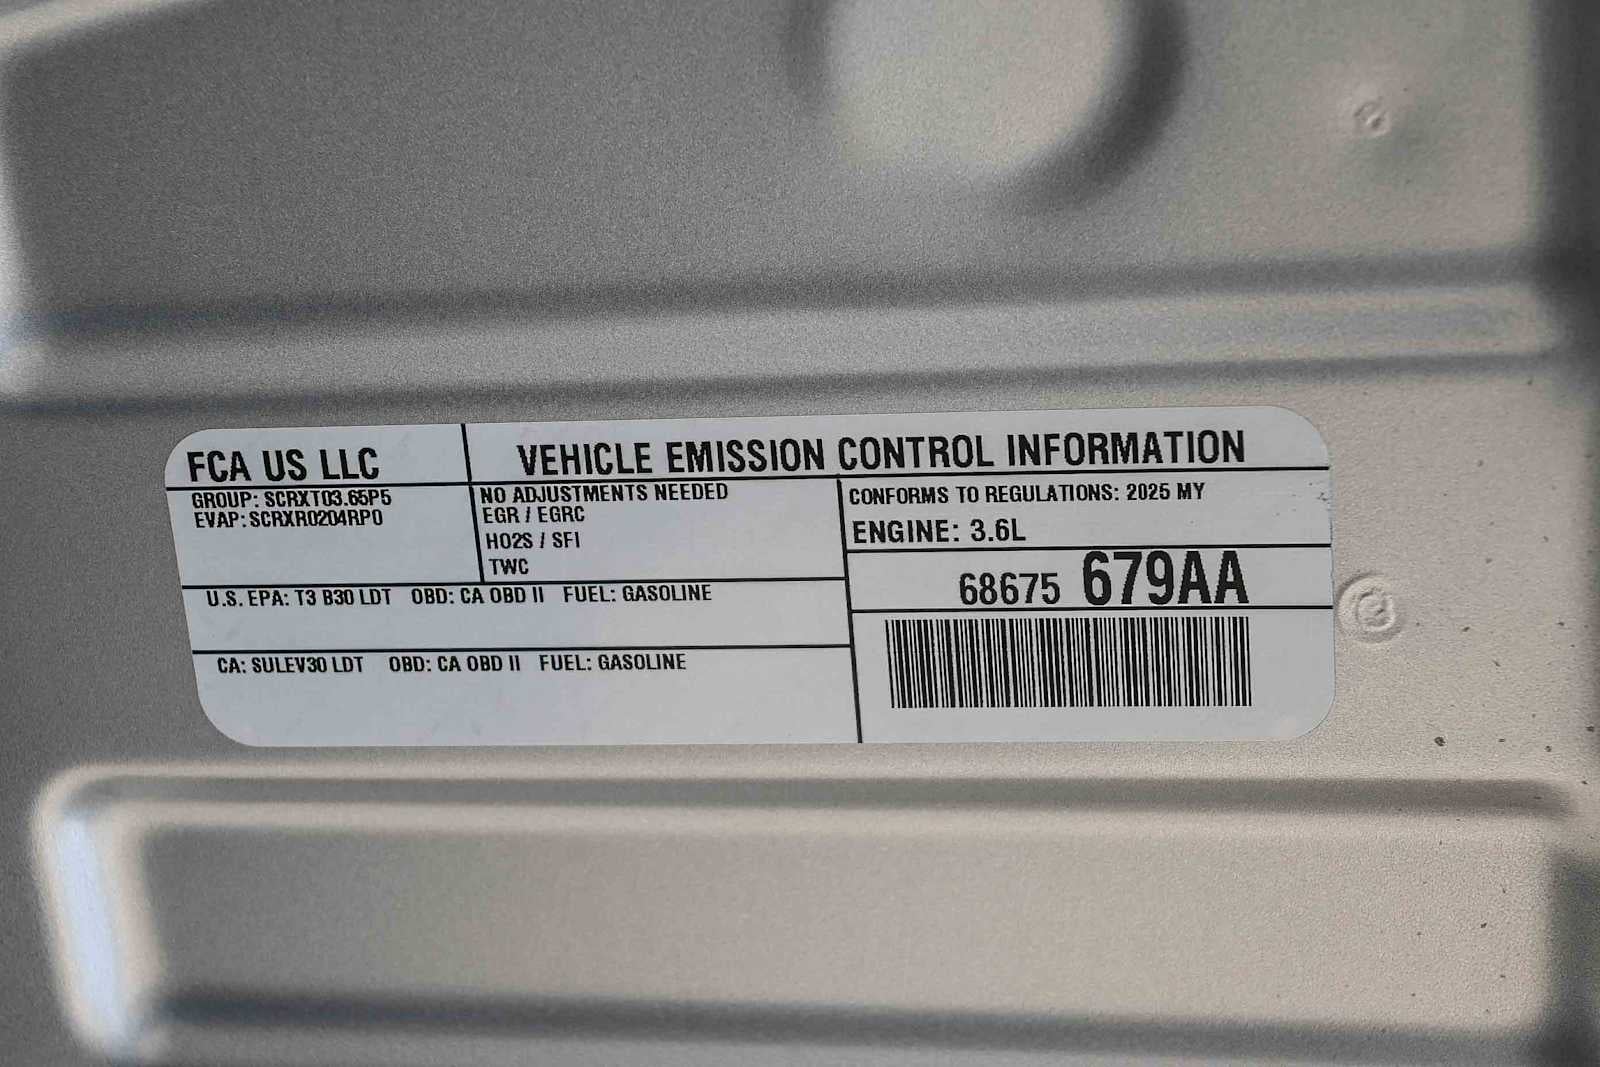 FCA US LLC
VEHICLE EMISSION CONTROL INFORMATION
GROUP: SCRXT03.65P5
EVAP: SCRXR0204RP0
NO ADJUSTMENTS NEEDED
EGR / EGRC
HO2S / SFI
TWC
CONFORMS TO REGULATIONS: 2025 MY
ENGINE: 3.6L
68675 679AA
U.S. EPA: T3 B30 LDT OBD: CA OBD II FUEL: GASOLINE
CA: SULEV30 LDT OBD: CA OBD II FUEL: GASOLINE